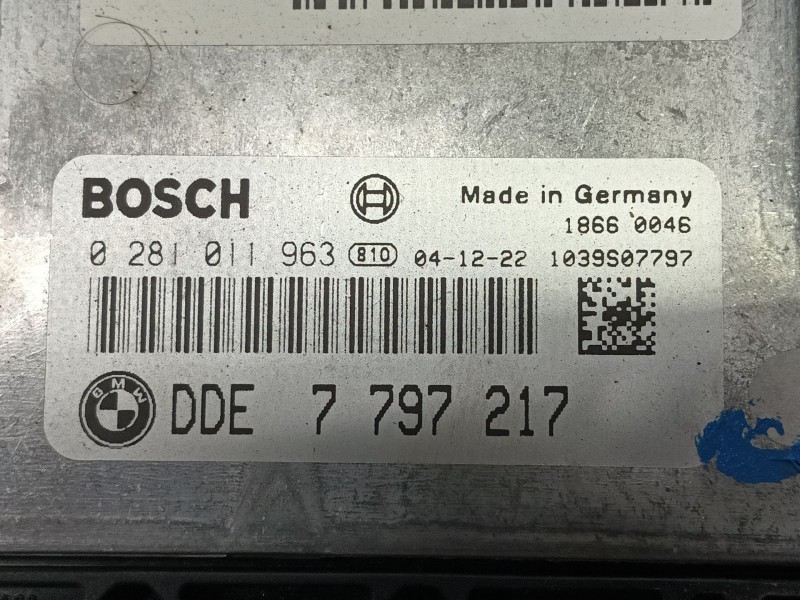 BOSCH
Made in Germany
1866 0046
0 281 011 963 810 04-12-22 1039S07797
BMW
DDE 7 797 217